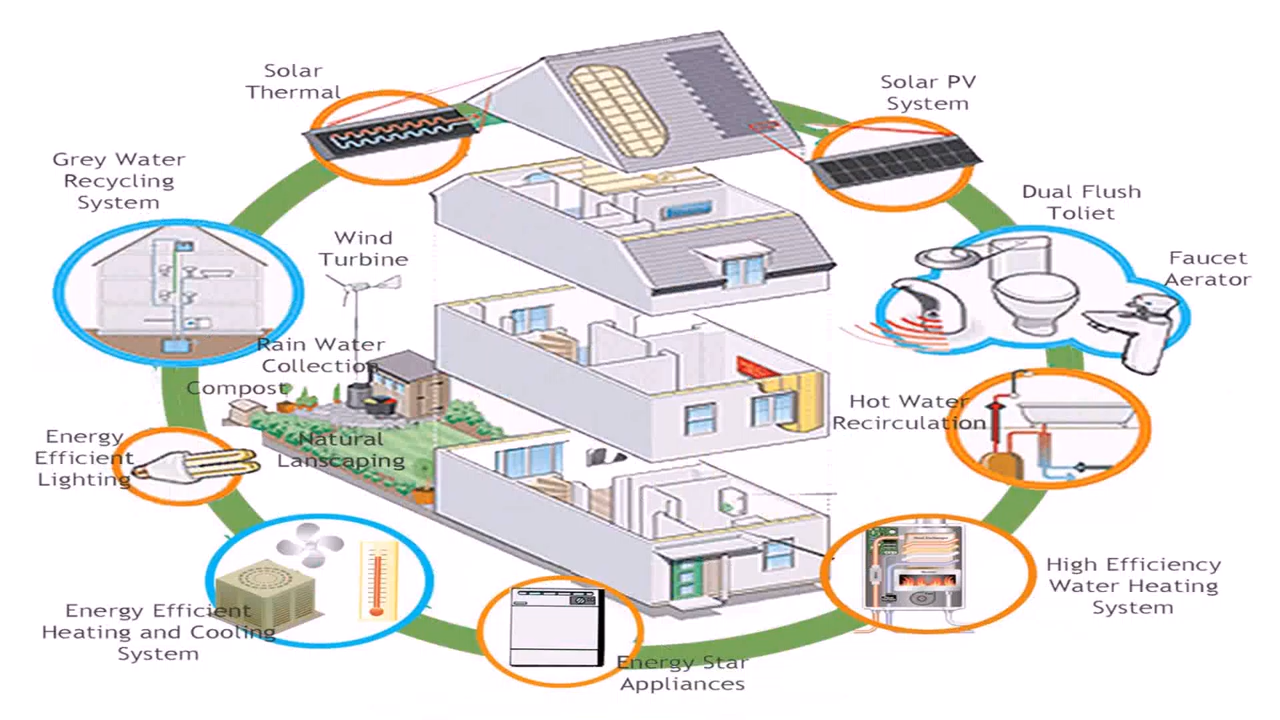 Solar
Thermal
Solar PV
System
Grey Water
Recycling
System
Dual Flush
Toliet
Wind
Turbine
Faucet
Aerator
Rain Water
Collection
Compost
Hot Water
Recirculation
Energy
Efficient
Lighting
Natural
Lanscaping
High Efficiency
Water Heating
System
Energy Efficient
Heating and Cooling
System
Energy Star
Appliances